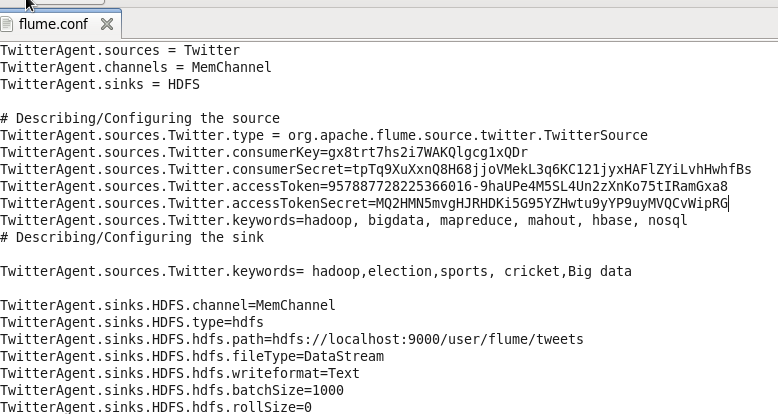 flume.conf
TwitterAgent.sources = Twitter
TwitterAgent.channels = MemChannel
TwitterAgent.sinks = HDFS
# Describing/Configuring the source
TwitterAgent.sources.Twitter.type = org.apache.flume.source.twitter.TwitterSource
TwitterAgent.sources.Twitter.consumerKey=gx8trt7hs2i7WAKQlgcg1xQDr
TwitterAgent.sources.Twitter.consumerSecret=tpTq9XuXxnQ8H68jjoVMekL3q6KC121jyxHAFlZYiLvhHwhfBs
TwitterAgent.sources.Twitter.accessToken=957887728225366016-9haUPe4M5SL4Un2zXnKo75tIRamGxa8
TwitterAgent.sources.Twitter.accessTokenSecret=MQ2HMN5mvgHJRHDKi5G95YZHwtu9yYP9uyMVQCvWipRG
TwitterAgent.sources.Twitter.keywords=hadoop, bigdata, mapreduce, mahout, hbase, nosql
# Describing/Configuring the sink
TwitterAgent.sources.Twitter.keywords= hadoop,election,sports, cricket,Big data
TwitterAgent.sinks.HDFS.channel=MemChannel
TwitterAgent.sinks.HDFS.type=hdfs
TwitterAgent.sinks.HDFS.hdfs.path=hdfs://localhost:9000/user/flume/tweets
TwitterAgent.sinks.HDFS.hdfs.fileType=DataStream
TwitterAgent.sinks.HDFS.hdfs.writeformat=Text
TwitterAgent.sinks.HDFS.hdfs.batchSize=1000
TwitterAgent.sinks.HDFS.hdfs.rollSize=0